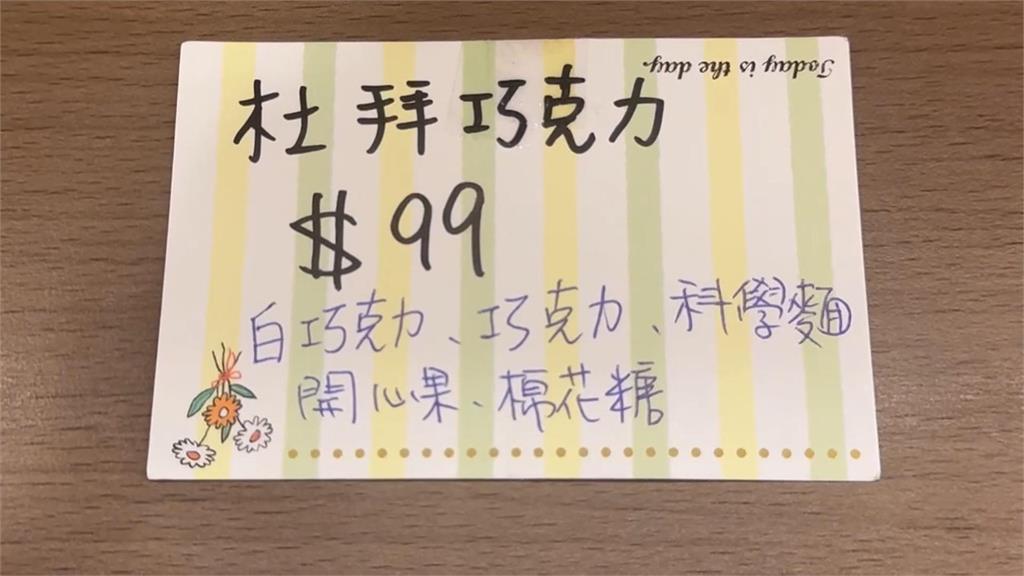 Today is the day.
杜拜巧克力
$99
白巧克力、巧克力、科學麵
開心果、棉花糖